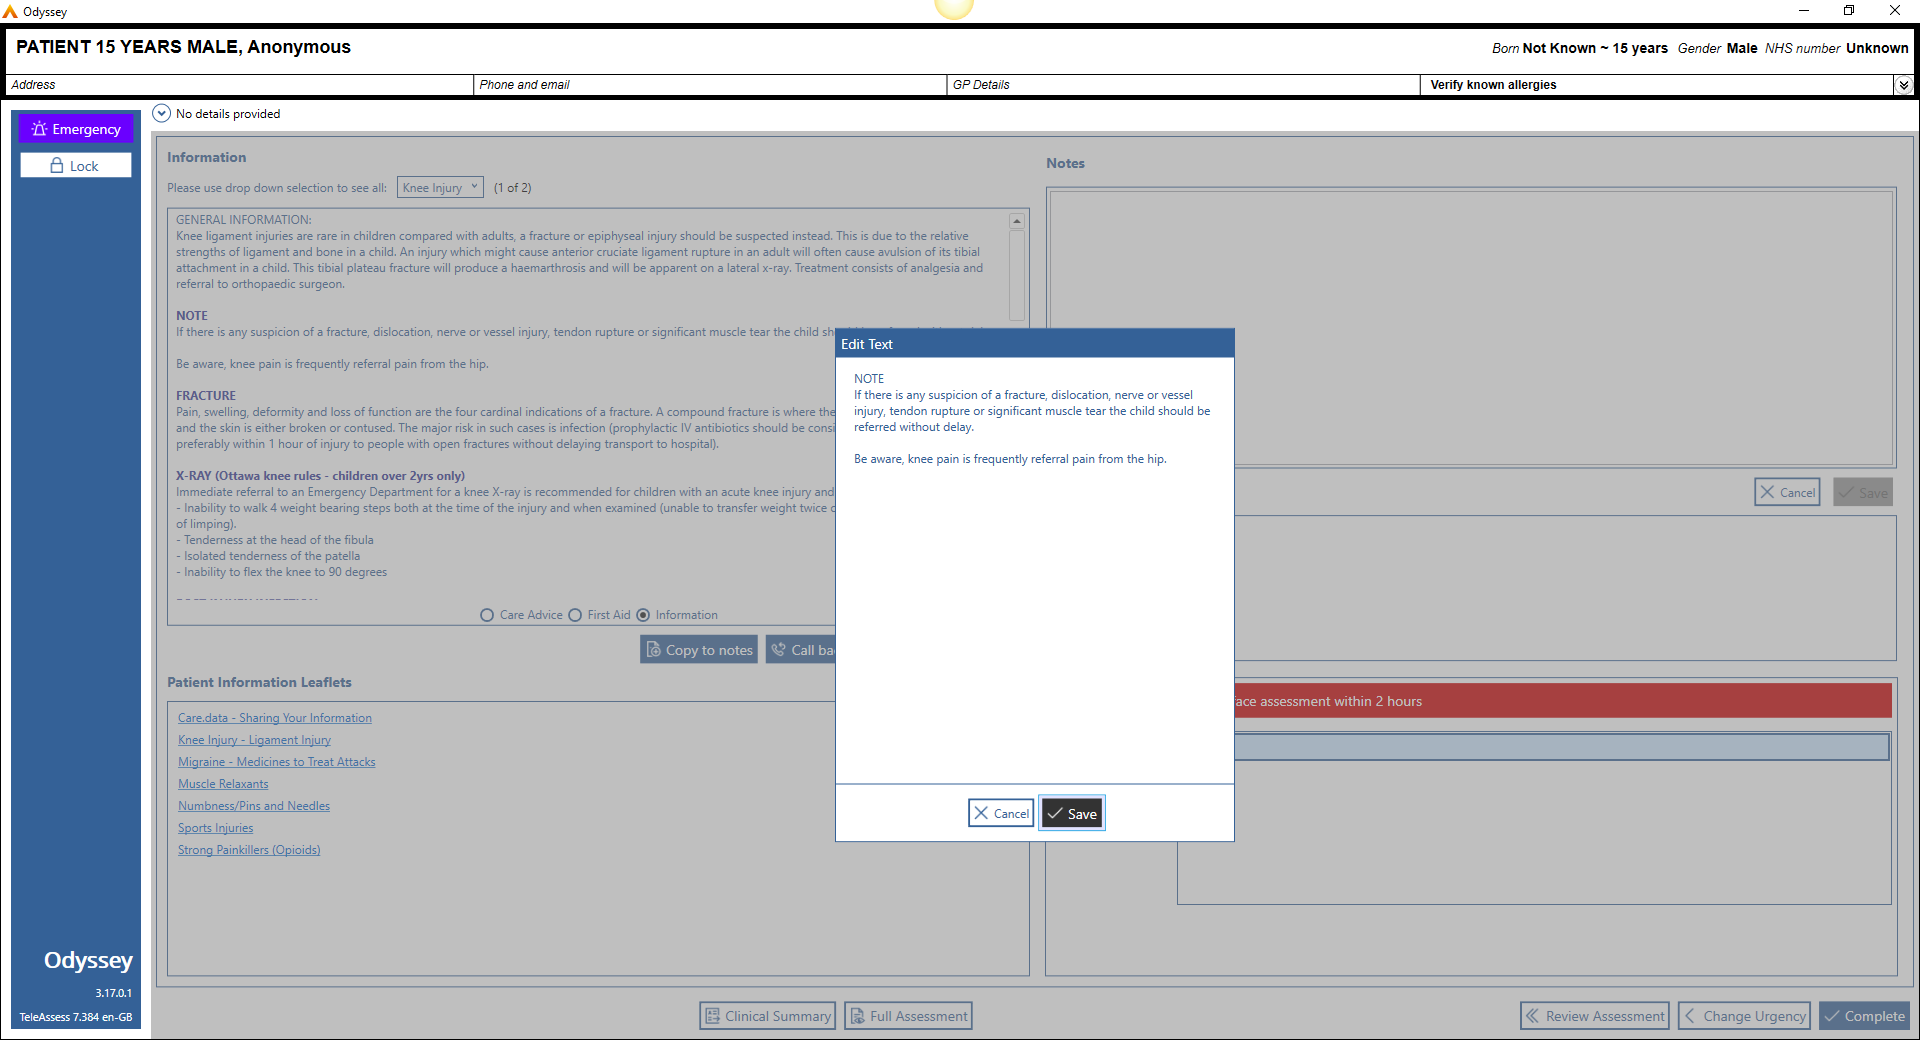 Odyssey
PATIENT 15 YEARS MALE, Anonymous
Born Not Known ~ 15 years Gender Male NHS number Unknown
Address
Phone and email
GP Details
Verify known allergies
Emergency
Lock
No details provided
Information
Please use drop down selection to see all: Knee Injury (1 of 2)
GENERAL INFORMATION:
Knee ligament injuries are rare in children compared with adults, a fracture or epiphyseal injury should be suspected instead. This is due to the relative
strengths of ligament and bone in a child. An injury which might cause anterior cruciate ligament rupture in an adult will often cause avulsion of its tibial
attachment in a child. This tibial plateau fracture will produce a haemarthrosis and will be apparent on a lateral x-ray. Treatment consists of analgesia and
referral to orthopaedic surgeon.
NOTE
If there is any suspicion of a fracture, dislocation, nerve or vessel injury, tendon rupture or significant muscle tear the child
Be aware, knee pain is frequently referral pain from the hip.
FRACTURE
Pain, swelling, deformity and loss of function are the four cardinal indications of a fracture. A compound fracture is where the
and the skin is either broken or contused. The major risk in such cases is infection (prophylactic IV antibiotics should be
preferably within 1 hour of injury to people with open fractures without delaying transport to hospital).
X-RAY (Ottawa knee rules - children over 2yrs only)
Immediate referral to an Emergency Department for a knee X-ray is recommended for children with an acute knee injury and
- Inability to walk 4 weight bearing steps both at the time of the injury and when examined (unable to transfer weight twice
of limping).
- Tenderness at the head of the fibula
- Isolated tenderness of the patella
- Inability to flex the knee to 90 degrees
Care Advice First Aid Information
Copy to notes
Call ba
Patient Information Leaflets
Care.data - Sharing Your Information
Knee Injury - Ligament Injury
Migraine - Medicines to Treat Attacks
Muscle Relaxants
Numbness/Pins and Needles
Sports Injuries
Strong Painkillers (Opioids)
Notes
Cancel
Save
face assessment within 2 hours
Edit Text
NOTE
If there is any suspicion of a fracture, dislocation, nerve or vessel
injury, tendon rupture or significant muscle tear the child should be
referred without delay.
Be aware, knee pain is frequently referral pain from the hip.
Cancel
Save
Odyssey
3.17.0.1
TeleAssess 7.384 en-GB
Clinical Summary
Full Assessment
Review Assessment
Change Urgency
Complete